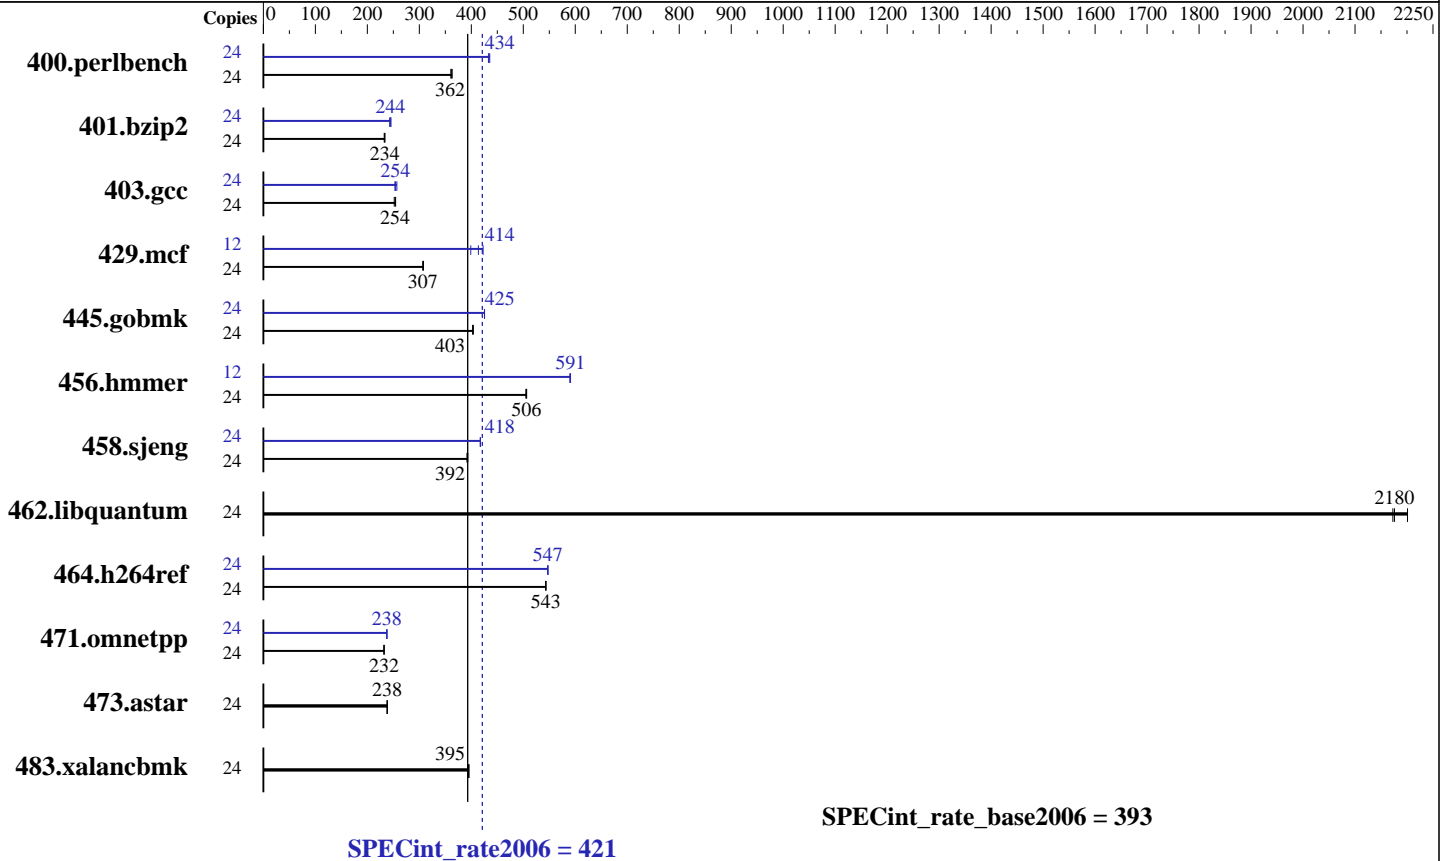 Copies 0 100 200 300 400 500 600 700 800 900 1000 1100 1200 1300 1400 1500 1600 1700 1800 1900 2000 2100 2250
400.perlbench 24 434
24 362
401.bzip2 24 244
24 234
403.gcc 24 254
24 254
429.mcf 12 414
24 307
445.gobmk 24 425
24 403
456.hmmer 12 591
24 506
458.sjeng 24 418
24 392
462.libquantum 24 2180
464.h264ref 24 547
24 543
471.omnetpp 24 238
24 232
473.astar 24 238
483.xalancbmk 24 395
SPECint_rate_base2006 = 393
SPECint_rate2006 = 421